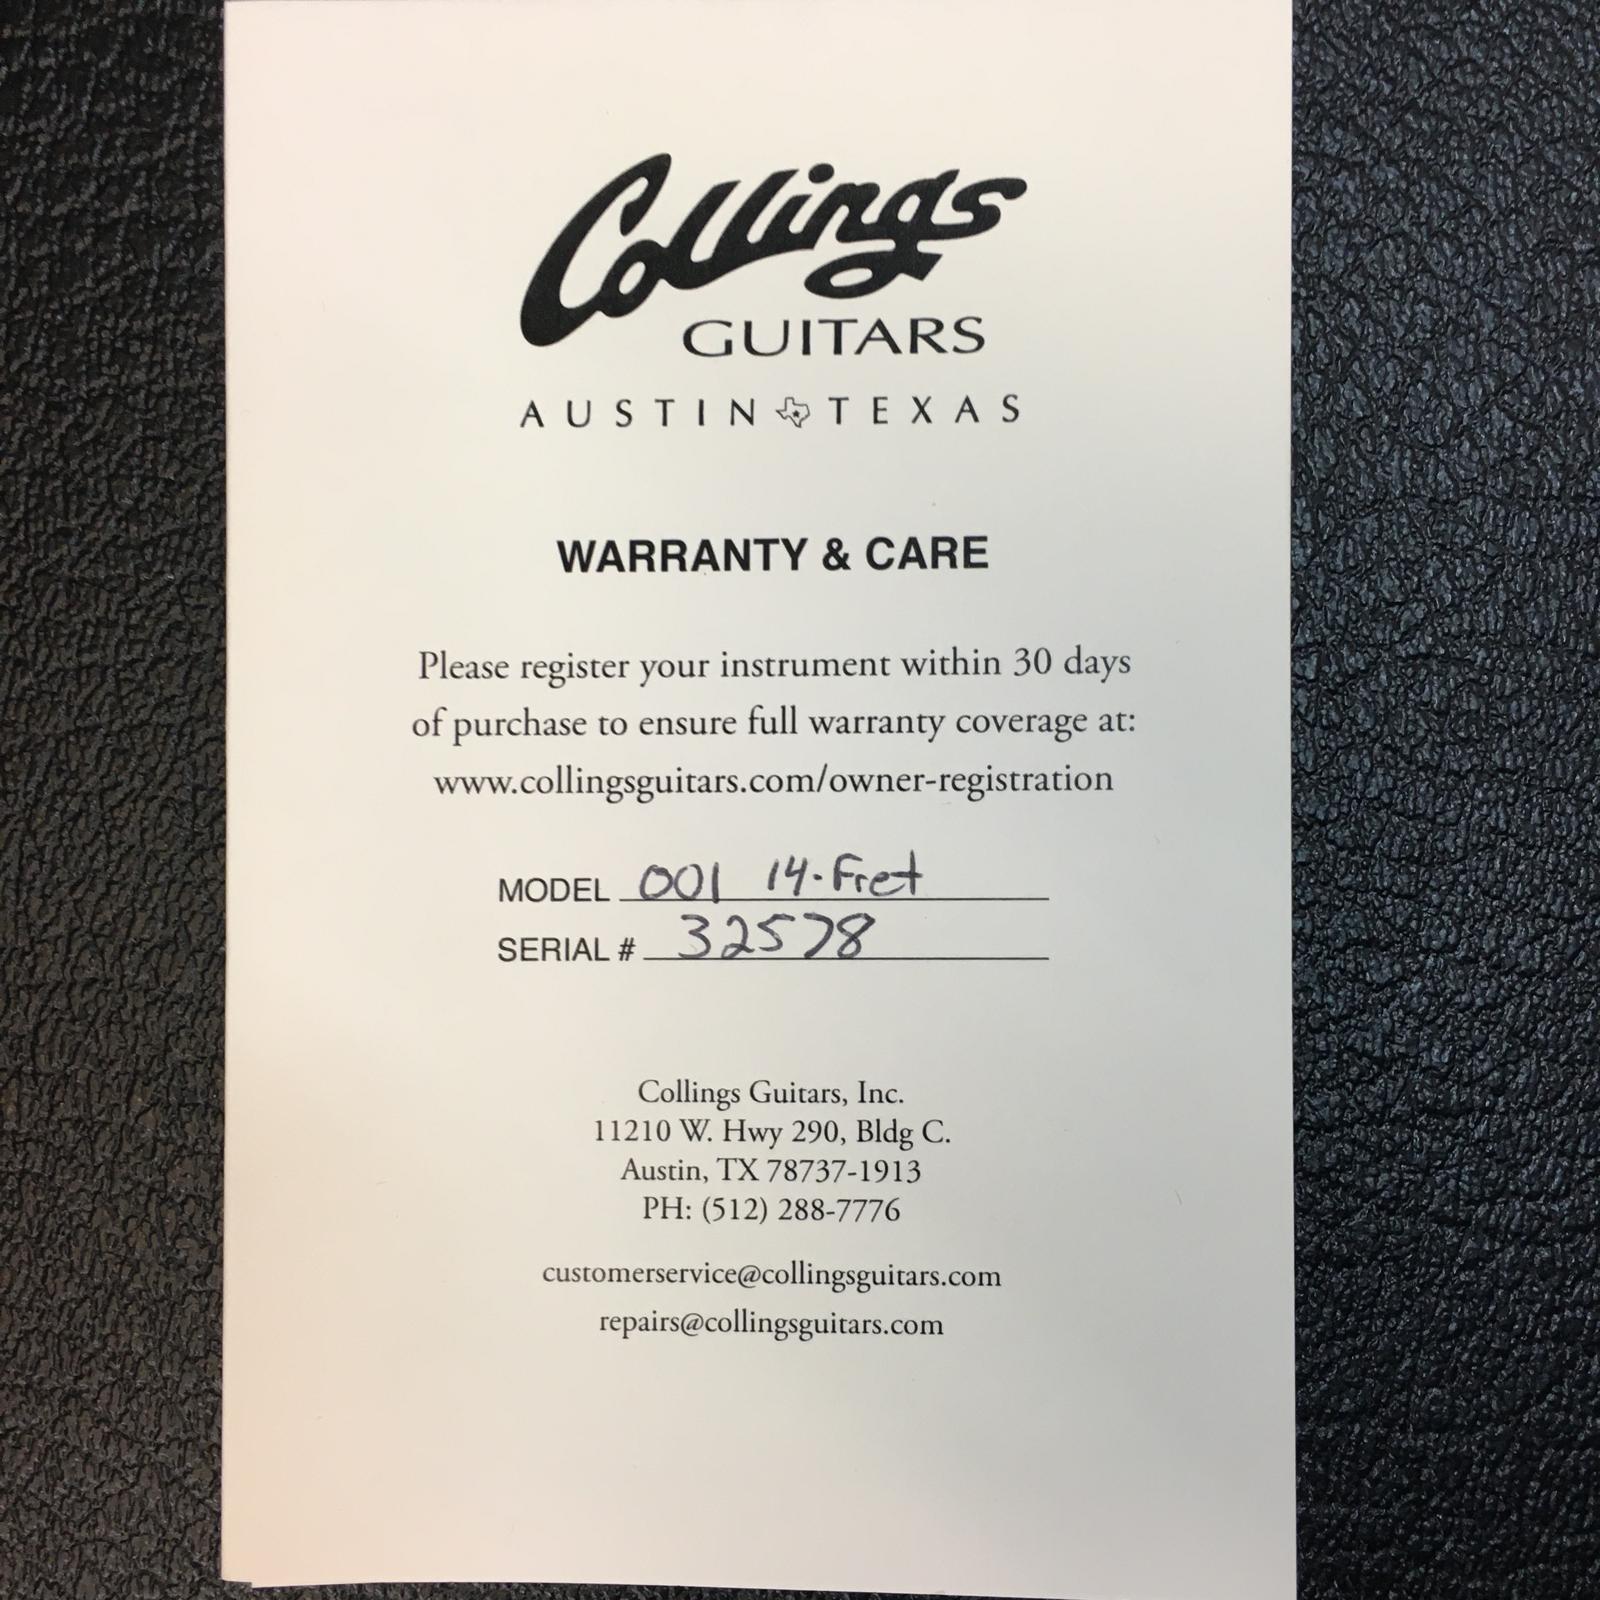 Collings
GUITARS
AUSTIN TEXAS
WARRANTY & CARE
Please register your instrument within 30 days
of purchase to ensure full warranty coverage at:
www.collingsguitars.com/owner-registration
MODEL 001 14-Fret
SERIAL # 32578
Collings Guitars, Inc.
11210 W. Hwy 290, Bldg C.
Austin, TX 78737-1913
PH: (512) 288-7776
customerservice@collingsguitars.com
repairs@collingsguitars.com